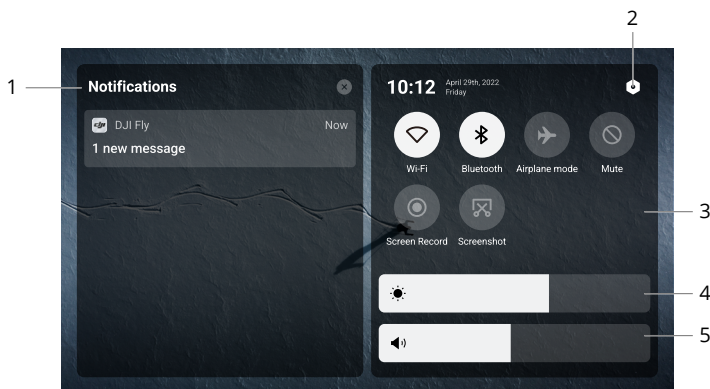 2
1
Notifications
10:12
April 29th, 2022
Friday
dji
DJI Fly
Now
1 new message
Wi-Fi
Bluetooth
Airplane mode
Mute
3
Screen Record
Screenshot
4
5